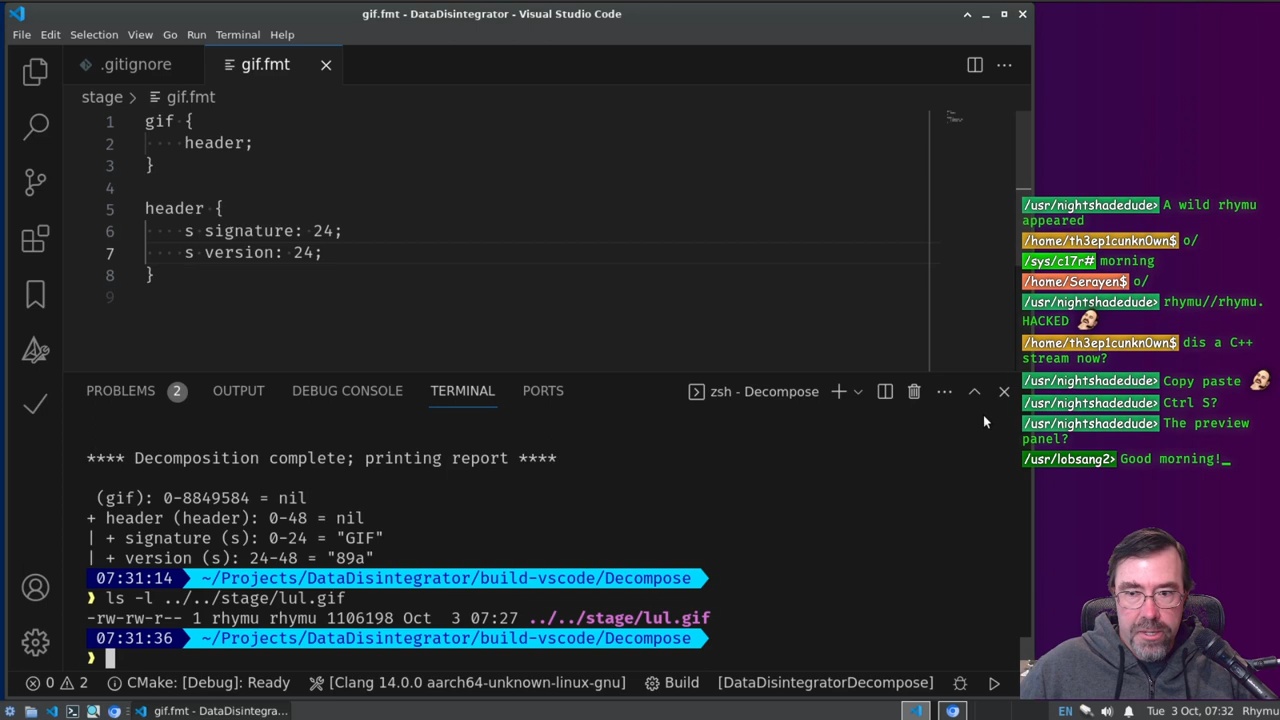 gif.fmt - DataDisintegrator - Visual Studio Code
File Edit Selection View Go Run Terminal Help
.gitignore gif.fmt
stage > gif.fmt
1 gif {
2 header;
3 }
4
5 header {
6 s signature: 24;
7 s version: 24;
8 }
9
PROBLEMS 2 OUTPUT DEBUG CONSOLE TERMINAL PORTS zsh - Decompose
**** Decomposition complete; printing report ****
(gif): 0-8849584 = nil
+ header (header): 0-48 = nil
| + signature (s): 0-24 = "GIF"
| + version (s): 24-48 = "89a"
07:31:14 ~/Projects/DataDisintegrator/build-vscode/Decompose
❯ ls -l ../../stage/lul.gif
-rw-rw-r-- 1 rhymu rhymu 1106198 Oct 3 07:27 ../../stage/lul.gif
07:31:36 ~/Projects/DataDisintegrator/build-vscode/Decompose
❯
0 2 CMake: [Debug]: Ready [Clang 14.0.0 aarch64-unknown-linux-gnu] Build [DataDisintegratorDecompose]
gif.fmt - DataDisintegra... EN Tue 3 Oct, 07:32 Rhymu
/usr/nightshadedude> A wild rhymu
appeared
/home/th3ep1cunkn0wn$ o/
/sys/c17r# morning
/home/Serayen$ o/
/usr/nightshadedude> rhymu//rhymu.
HACKED
/home/th3ep1cunkn0wn$ dis a C++
stream now?
/usr/nightshadedude> Copy paste
/usr/nightshadedude> Ctrl S?
/usr/nightshadedude> The preview
panel?
/usr/lobsang2> Good morning!_